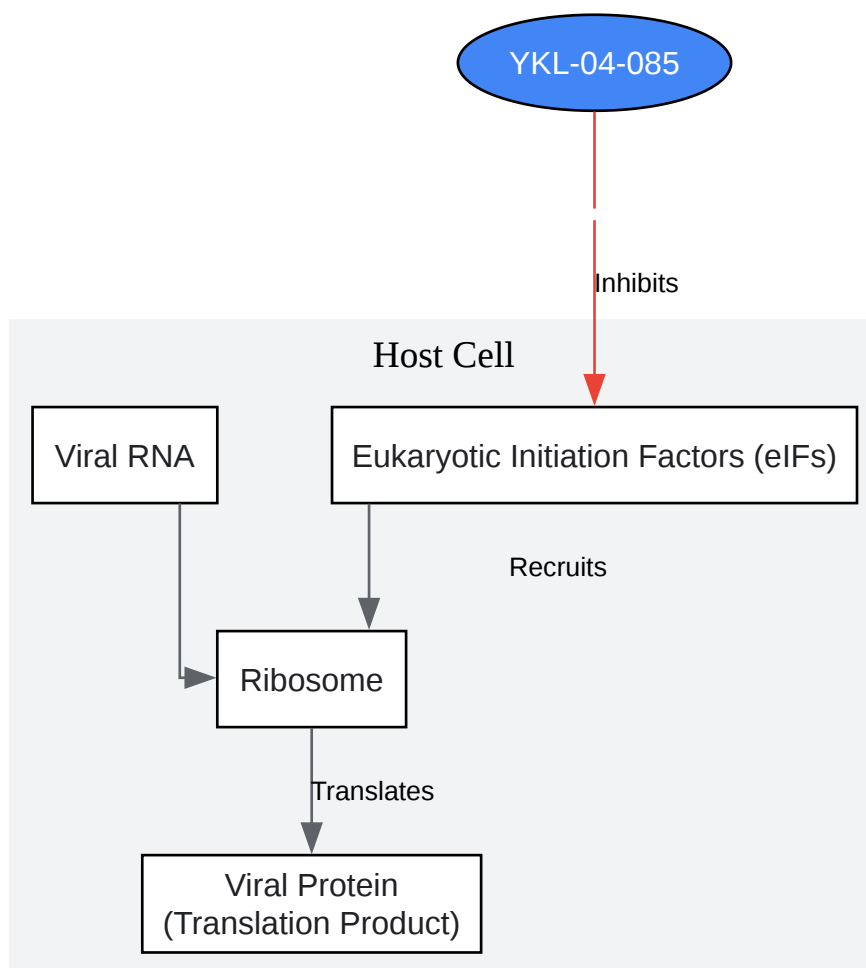 YKL-04-085
Inhibits
Host Cell
Viral RNA
Eukaryotic Initiation Factors (eIFs)
Recruits
Ribosome
Translates
Viral Protein
(Translation Product)